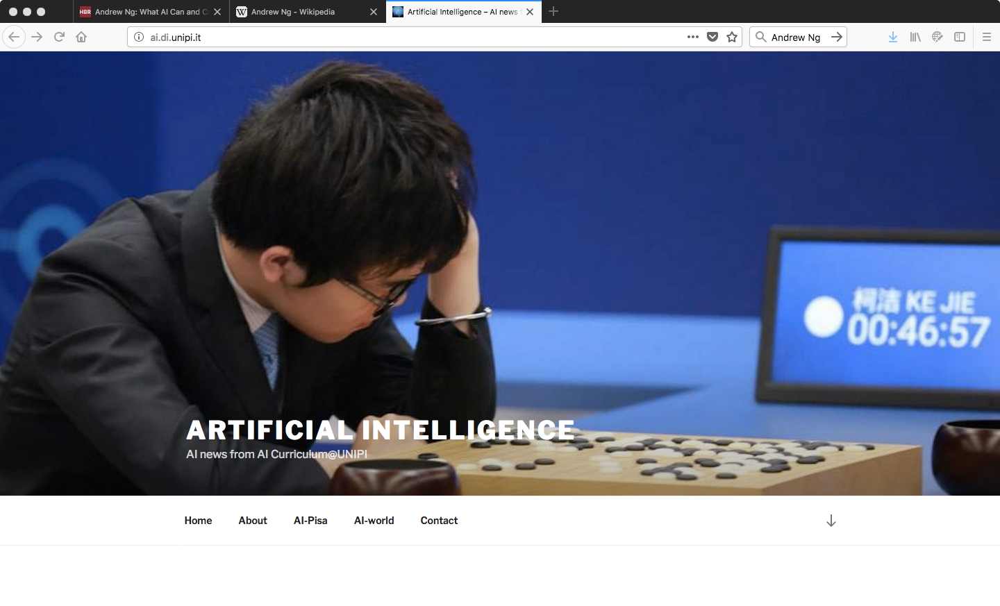 HBR Andrew Ng: What AI Can and C
W Andrew Ng - Wikipedia
Artificial Intelligence – AI news
ai.di.unipi.it
Andrew Ng
柯洁 KE JIE
00:46:57
ARTIFICIAL INTELLIGENCE
AI news from AI Curriculum@UNIPI
Home About AI-Pisa AI-world Contact